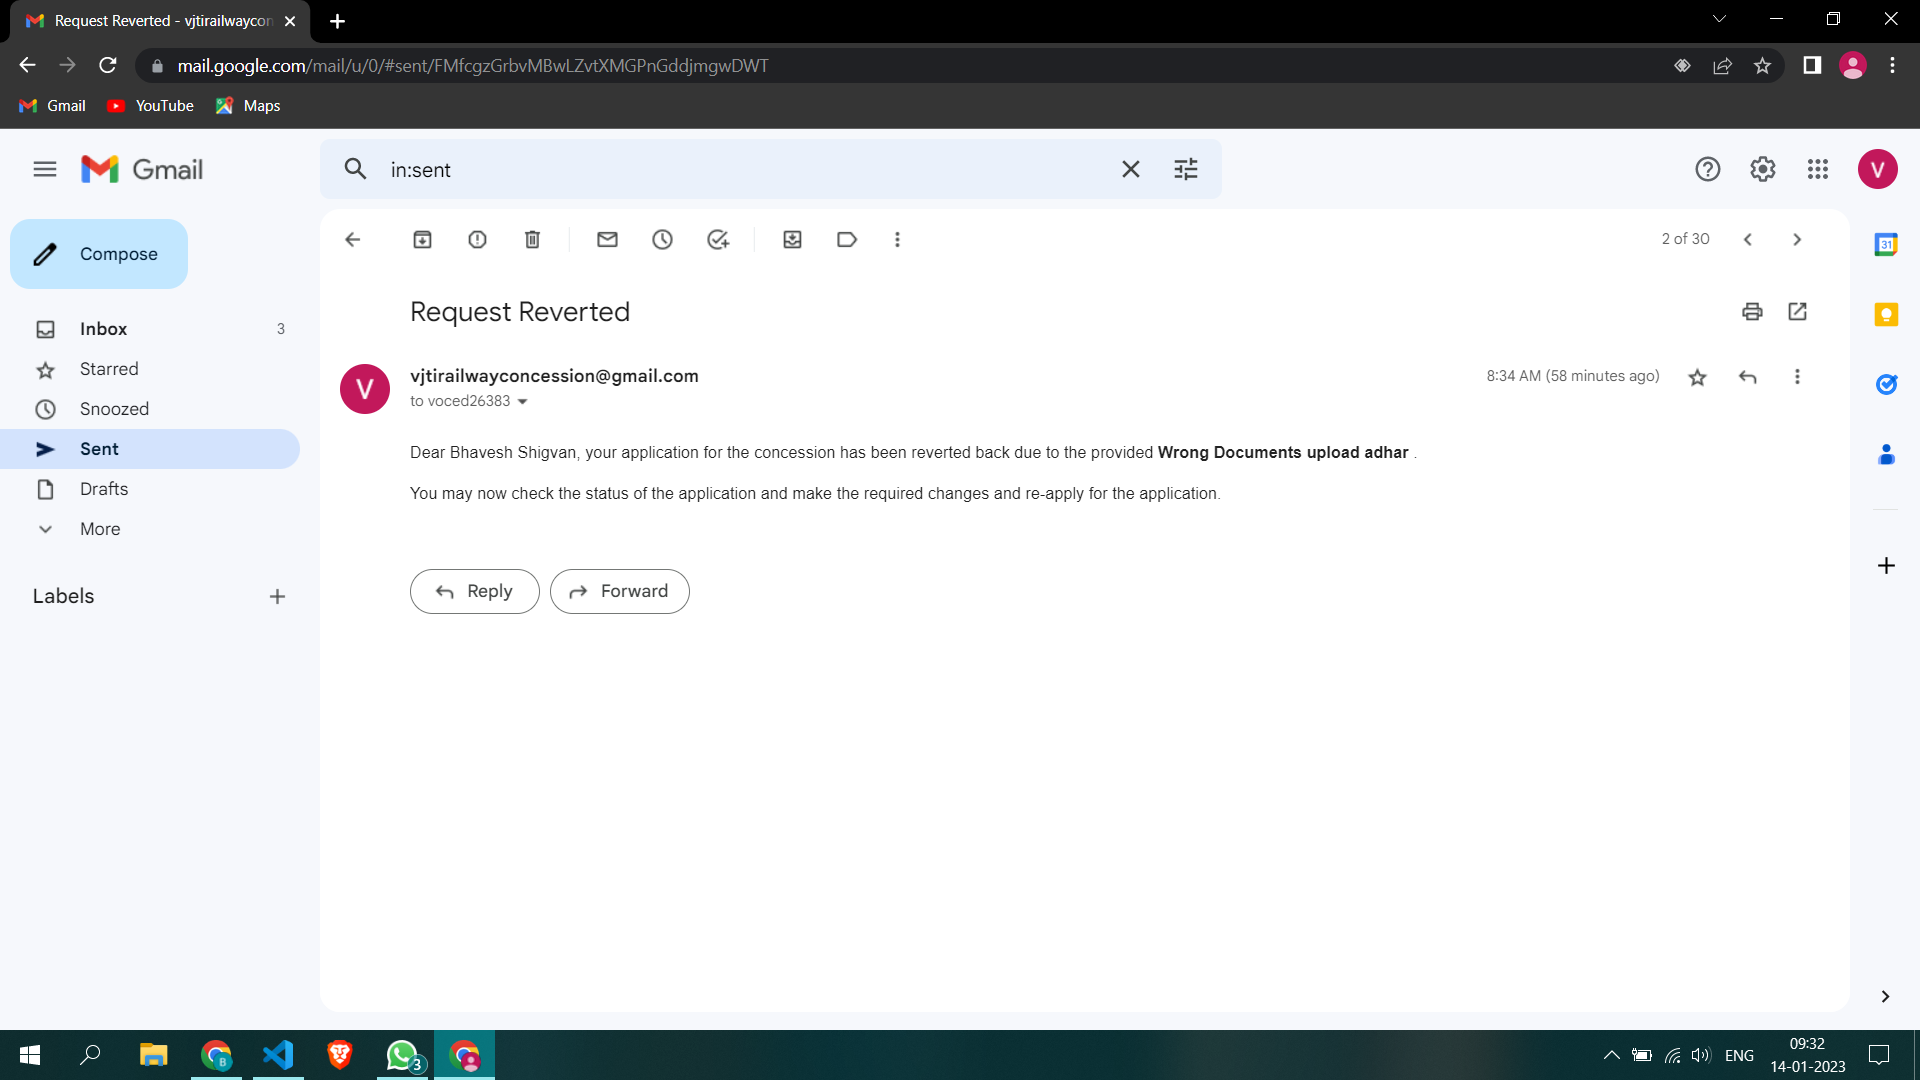 Request Reverted - vjtirailwaycon
mail.google.com/mail/u/0/#sent/FMfcgzGrbvMBwLZvtXMGPnGddjmgwDWT
Gmail YouTube Maps
Gmail
in:sent
V
Compose
2 of 30
Inbox 3
Starred
Snoozed
Sent
Drafts
More
Labels
31
Request Reverted
V
vjtirailwayconcession@gmail.com
8:34 AM (58 minutes ago)
to voced26383
Dear Bhavesh Shigvan, your application for the concession has been reverted back due to the provided Wrong Documents upload adhar .
You may now check the status of the application and make the required changes and re-apply for the application.
Reply Forward
B
3
ENG
09:32
14-01-2023